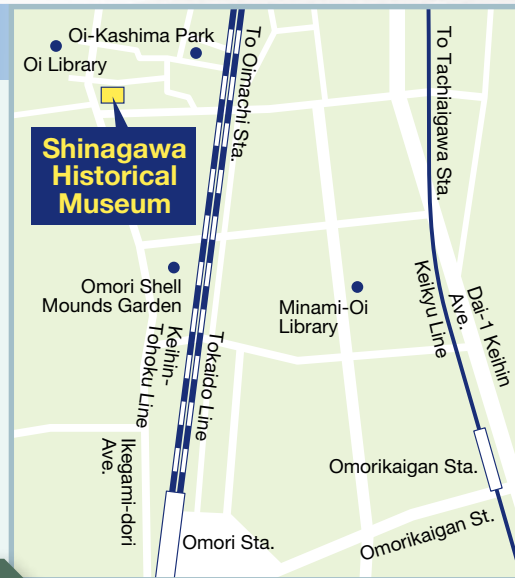 Oi-Kashima Park
Oi Library
To Oimachi Sta.
To Tachiaigawa Sta.
Shinagawa
Historical
Museum
Omori Shell
Mounds Garden
Minami-Oi
Library
Keihin-
Tohoku Line
Tokaido Line
Keikyu Line
Dai-1 Keihin
Ave.
Ikegami-dori
Ave.
Omorikaigan Sta.
Omori Sta.
Omorikaigan St.